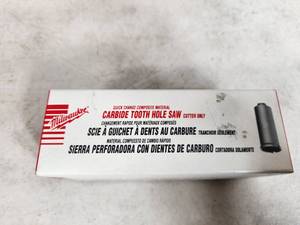 Milwaukee
QUICK CHANGE COMPOSITE MATERIAL
CARBIDE TOOTH HOLE SAW CUTTER ONLY
CHANGEMENT RAPIDE POUR MATÉRIAUX COMPOSÉS
SCIE À GUICHET À DENTS AU CARBURE TRANCHOIR SEULEMENT
MATERIAL COMPUESTO DE CAMBIO RÁPIDO
SIERRA PERFORADORA CON DIENTES DE CARBURO CORTADORA SOLAMENTE